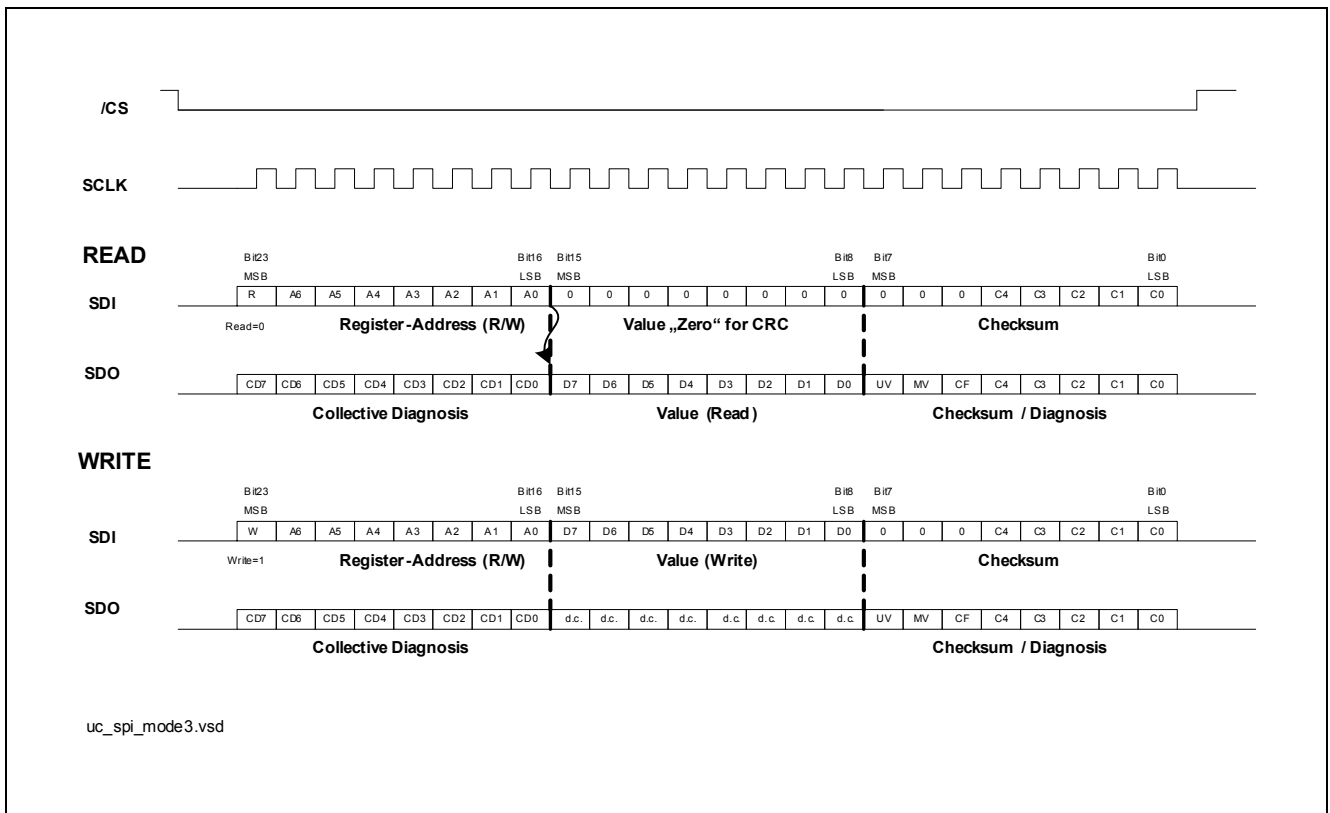 /CS
SCLK
READ
Bit23 Bit16 Bit15 Bit8 Bit7 Bit0
MSB LSB MSB LSB MSB LSB
SDI R A6 A5 A4 A3 A2 A1 A0 0 0 0 0 0 0 0 0 0 0 0 C4 C3 C2 C1 C0
Read=0 Register-Address (R/W) Value „Zero“ for CRC Checksum
SDO CD7 CD6 CD5 CD4 CD3 CD2 CD1 CD0 D7 D6 D5 D4 D3 D2 D1 D0 UV MV CF C4 C3 C2 C1 C0
Collective Diagnosis Value (Read) Checksum / Diagnosis
WRITE
Bit23 Bit16 Bit15 Bit8 Bit7 Bit0
MSB LSB MSB LSB MSB LSB
SDI W A6 A5 A4 A3 A2 A1 A0 D7 D6 D5 D4 D3 D2 D1 D0 0 0 0 C4 C3 C2 C1 C0
Write=1 Register-Address (R/W) Value (Write) Checksum
SDO CD7 CD6 CD5 CD4 CD3 CD2 CD1 CD0 d.c. d.c. d.c. d.c. d.c. d.c. d.c. d.c. UV MV CF C4 C3 C2 C1 C0
Collective Diagnosis Checksum / Diagnosis
uc_spi_mode3.vsd